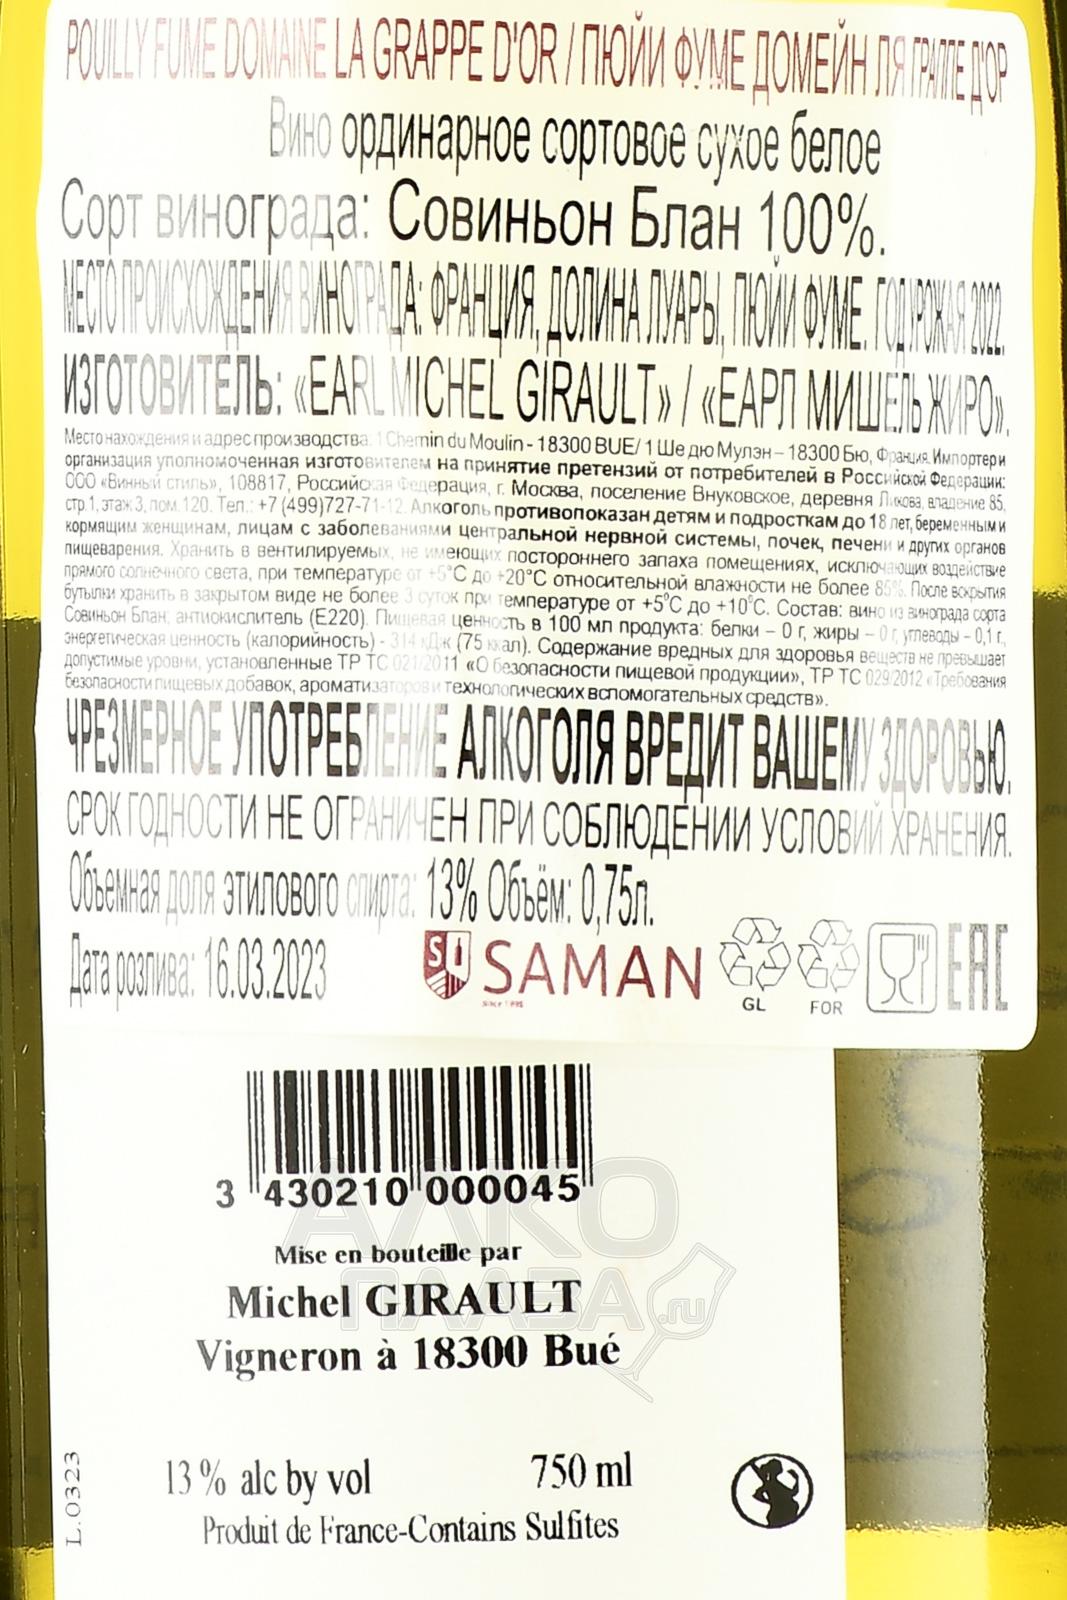 POUILLY FUME DOMAINE LA GRAPPE D'OR / ПЮЙИ ФУМЕ ДОМЕЙН ЛЯ ГРАППЕ Д'ОР
Вино ординарное сортовое сухое белое
Сорт винограда: Совиньон Блан 100%.
МЕСТО ПРОИСХОЖДЕНИЯ ВИНОГРАДА: ФРАНЦИЯ, ДОЛИНА ЛУАРЫ, ПЮЙИ ФУМЕ. ГОД УРОЖАЯ 2022.
ИЗГОТОВИТЕЛЬ: «EARL MICHEL GIRAULT» / «ЕАРЛ МИШЕЛЬ ЖИРО».
Место нахождения и адрес производства: 1 Chemin du Moulin - 18300 BUE/ 1 Ше дю Мулэн – 18300 Бю, Франция. Импортер и
организация уполномоченная изготовителем на принятие претензий от потребителей в Российской Федерации:
ООО «Винный стиль», 108817, Российская Федерация, г. Москва, поселение Внуковское, деревня Ликова, владение 85,
стр.1, этаж 3, пом. 120. Тел.: +7 (499)727-71-12. Алкоголь противопоказан детям и подросткам до 18 лет, беременным и
кормящим женщинам, лицам с заболеваниями центральной нервной системы, почек, печени и других органов
пищеварения. Хранить в вентилируемых, не имеющих постороннего запаха помещениях, исключающих воздействие
прямого солнечного света, при температуре от +5°C до +20°C относительной влажности не более 85%. После вскрытия
бутылки хранить в закрытом виде не более 3 суток при температуре от +5°C до +10°C. Состав: вино из винограда сорта
Совиньон Блан, антиокислитель (Е220). Пищевая ценность в 100 мл продукта: белки – 0 г, жиры – 0 г, углеводы – 0,1 г,
энергетическая ценность (калорийность) - 314 кДж (75 ккал). Содержание вредных для здоровья веществ не превышает
допустимые уровни, установленные ТР ТС 021/2011 «О безопасности пищевой продукции», ТР ТС 029/2012 «Требования
безопасности пищевых добавок, ароматизаторов и технологических вспомогательных средств».
ЧРЕЗМЕРНОЕ УПОТРЕБЛЕНИЕ АЛКОГОЛЯ ВРЕДИТ ВАШЕМУ ЗДОРОВЬЮ.
СРОК ГОДНОСТИ НЕ ОГРАНИЧЕН ПРИ СОБЛЮДЕНИИ УСЛОВИЙ ХРАНЕНИЯ.
Объемная доля этилового спирта: 13% Объём: 0,75л.
Дата розлива: 16.03.2023
SAMAN
since 1995
GL
FOR
EAC
3 430210 000045
Mise en bouteille par
Michel GIRAULT
Vigneron à 18300 Bué
13% alc by vol 750 ml
Produit de France-Contains Sulfites
L.0323
АЛКО
ПЛАЗА.ru